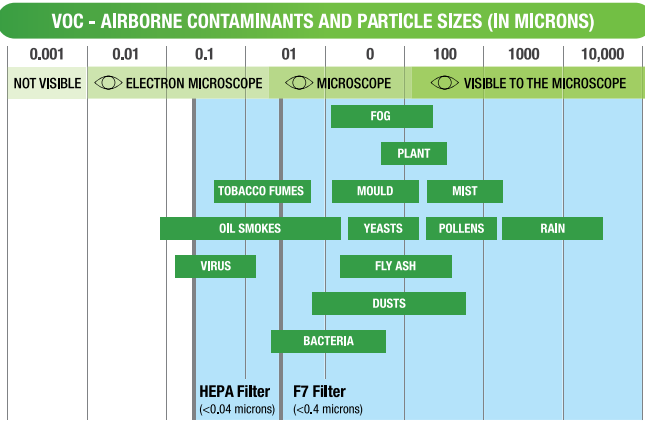 VOC - AIRBORNE CONTAMINANTS AND PARTICLE SIZES (IN MICRONS)
0.001 0.01 0.1 01 0 100 1000 10,000
NOT VISIBLE ELECTRON MICROSCOPE MICROSCOPE VISIBLE TO THE MICROSCOPE
FOG
PLANT
TOBACCO FUMES MOULD MIST
OIL SMOKES YEASTS POLLENS RAIN
VIRUS FLY ASH
DUSTS
BACTERIA
HEPA Filter F7 Filter
(<0.04 microns) (<0.4 microns)